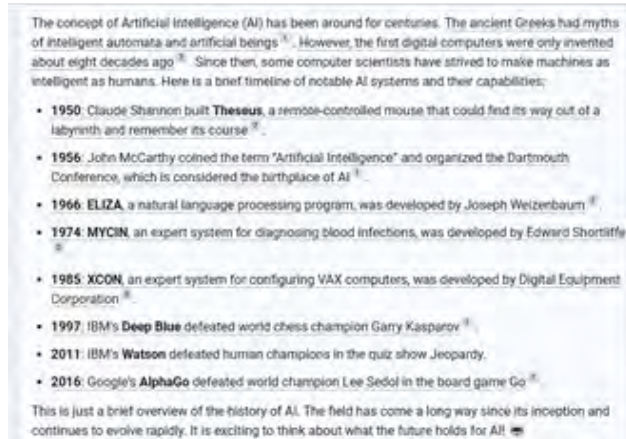 The concept of Artificial Intelligence (AI) has been around for centuries. The ancient Greeks had myths
of intelligent automata and artificial beings. However, the first digital computers were only invented
about eight decades ago. Since then, some computer scientists have strived to make machines as
intelligent as humans. Here is a brief timeline of notable AI systems and their capabilities:
• 1950: Claude Shannon built Theseus, a remote-controlled mouse that could find its way out of a
labyrinth and remember its course.
• 1956: John McCarthy coined the term "Artificial Intelligence" and organized the Dartmouth
Conference, which is considered the birthplace of AI.
• 1966: ELIZA, a natural language processing program, was developed by Joseph Weizenbaum.
• 1974: MYCIN, an expert system for diagnosing blood infections, was developed by Edward Shortliffe
• 1985: XCON, an expert system for configuring VAX computers, was developed by Digital Equipment
Corporation.
• 1997: IBM's Deep Blue defeated world chess champion Garry Kasparov.
• 2011: IBM's Watson defeated human champions in the quiz show Jeopardy.
• 2016: Google's AlphaGo defeated world champion Lee Sedol in the board game Go.
This is just a brief overview of the history of AI. The field has come a long way since its inception and
continues to evolve rapidly. It is exciting to think about what the future holds for AI!